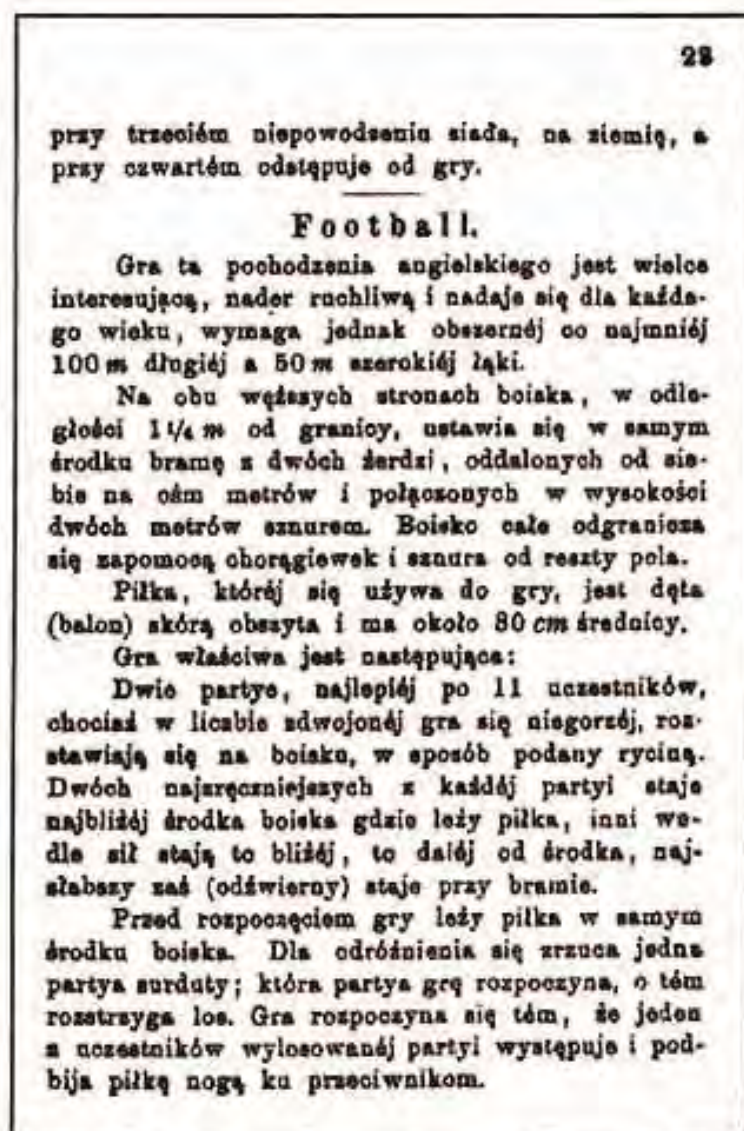 23
przy trzeciém niepowodzeniu siada, na ziemię, a
przy czwartém odstępuje od gry.
Football.
Gra ta pochodzenia angielskiego jest wielce
interesującą, nader ruchliwą i nadaje się dla każde-
go wieku, wymaga jednak obszernéj co najmniéj
100 m długiéj a 50 m szerokiéj łąki.
Na obu węższych stronach boiska, w odle-
głości 1 1/4 m od granicy, ustawia się w samym
środku bramę z dwóch żerdzi, oddalonych od sie-
bie na ośm metrów i połączonych w wysokości
dwóch metrów sznurem. Boisko całe odgranicza
się zapomocą chorągiewek i sznura od reszty pola.
Piłka, któréj się używa do gry, jest dęta
(balon) skórą obszyta i ma około 30 cm średnicy.
Gra właściwa jest następująca:
Dwie partye, najlepiéj po 11 uczestników,
chociaż w liczbie zdwojonéj gra się niegorzéj, roz-
stawiają się na boisku, w sposób podany ryciną.
Dwóch najzręczniejszych z każdéj partyi staje
najbliżéj środka boiska gdzie leży piłka, inni we-
dle sił stają to bliżéj, to daléj od środka, naj-
słabszy zaś (odźwierny) staje przy bramie.
Przed rozpoczęciem gry leży piłka w samym
środku boiska. Dla odróżnienia się zrzuca jedna
partya surduty; która partya grę rozpoczyna, o tém
rozstrzyga los. Gra rozpoczyna się tém, że jeden
z uczestników wylosowanéj partyi występuje i pod-
bija piłkę nogą ku przeciwnikom.